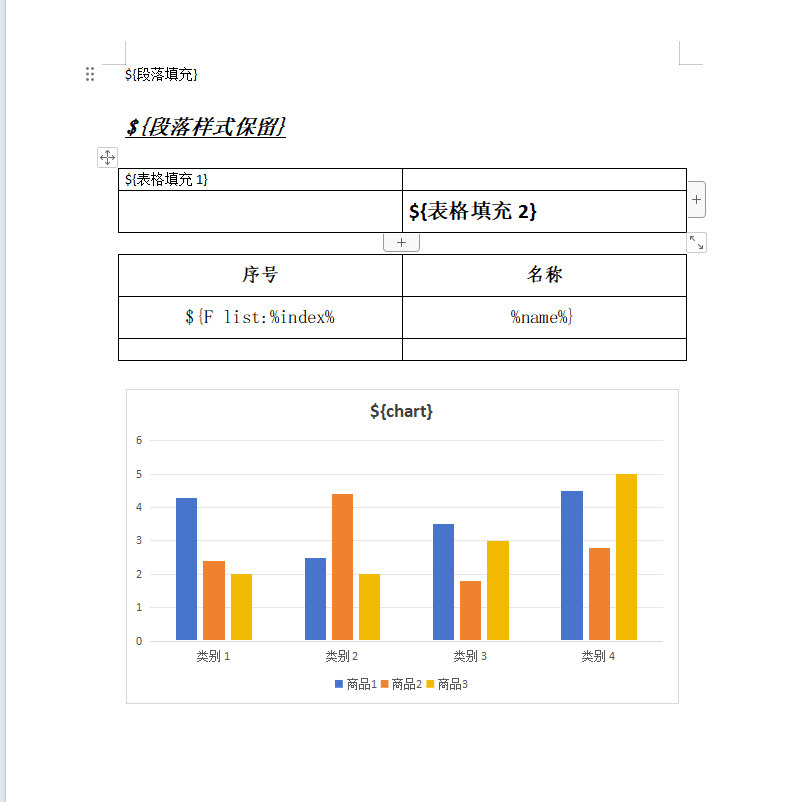 ${段落填充}
${段落样式保留}
${表格填充 1}
${表格填充 2}
序号 名称
${F list:%index% %name%}
${chart}
6
5
4
3
2
1
0
类别 1 类别 2 类别 3 类别 4
商品1 商品2 商品3